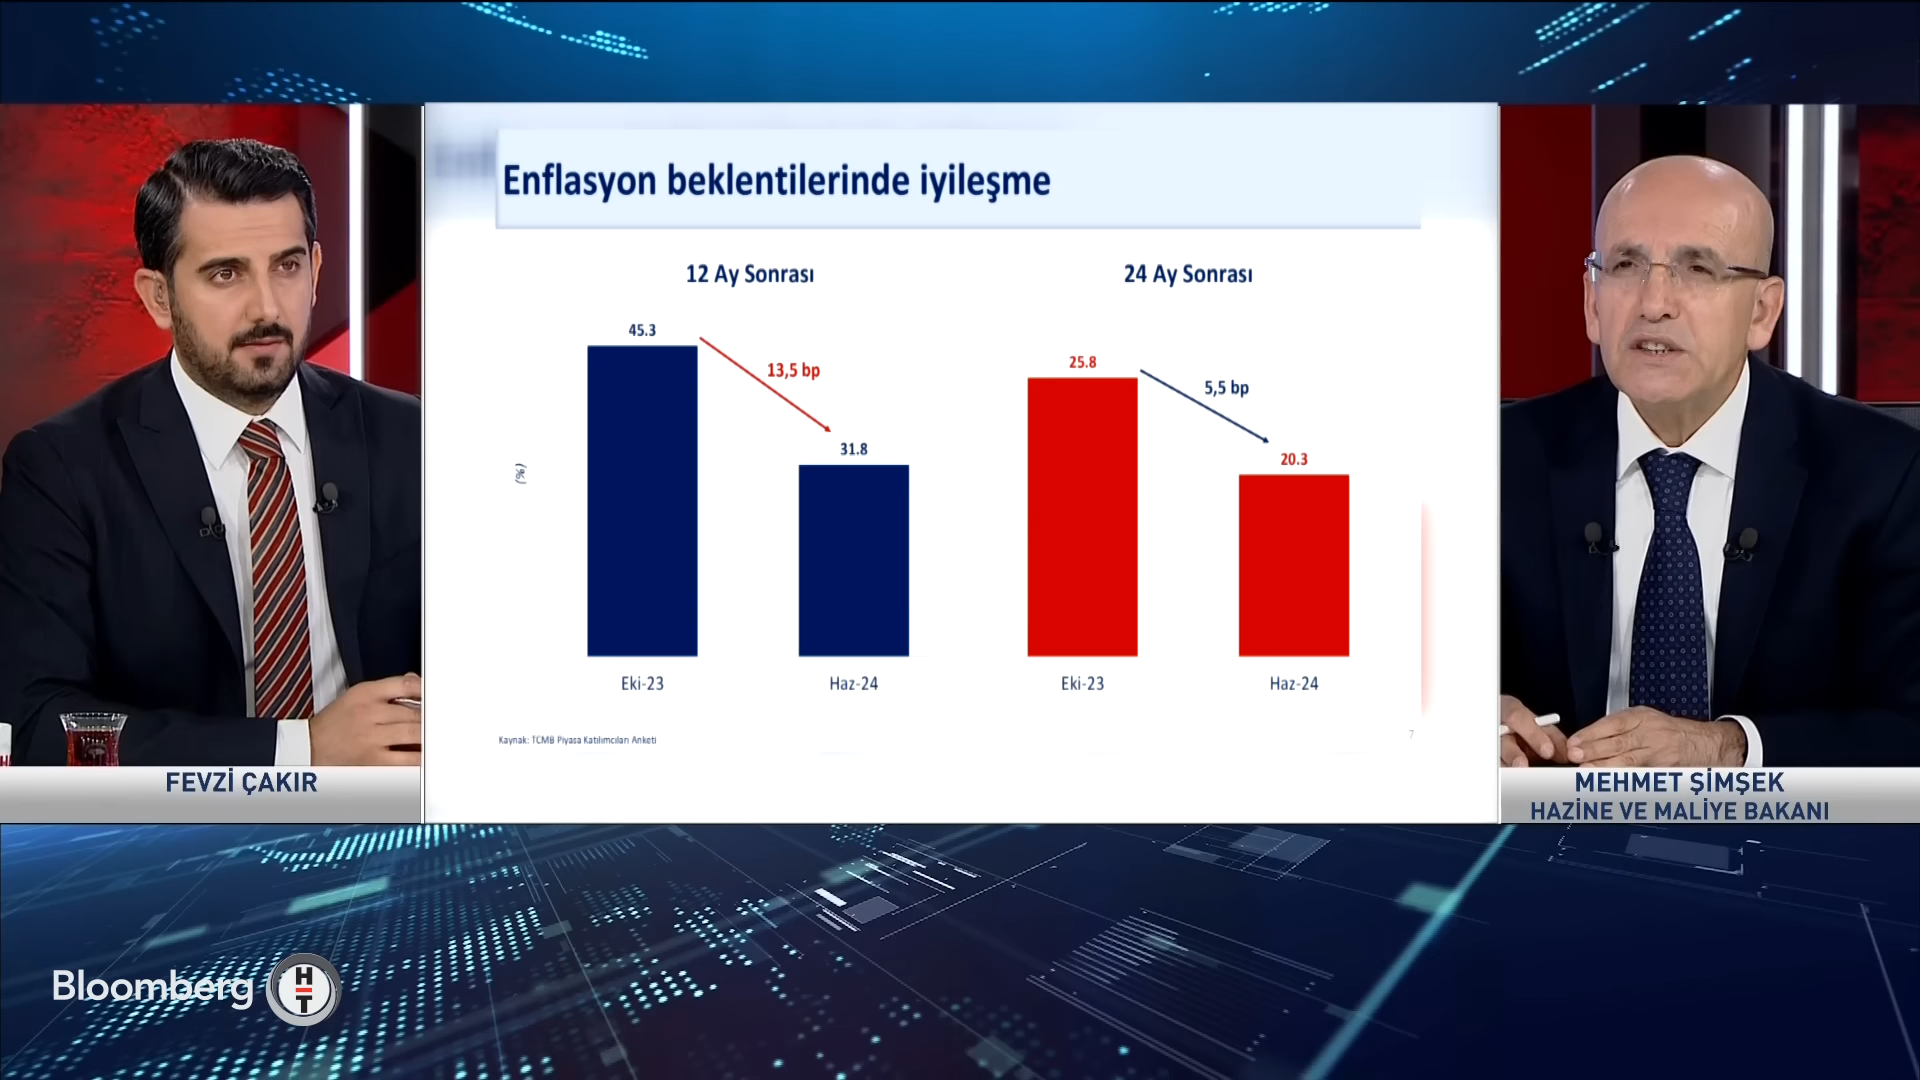 Enflasyon beklentilerinde iyileşme
12 Ay Sonrası
24 Ay Sonrası
45.3
13,5 bp
31.8
25.8
5,5 bp
20.3
(%)
Eki-23
Haz-24
Eki-23
Haz-24
Kaynak: TCMB Piyasa Katılımcıları Anketi
7
FEVZİ ÇAKIR
MEHMET ŞİMŞEK
HAZİNE VE MALİYE BAKANI
Bloomberg HT